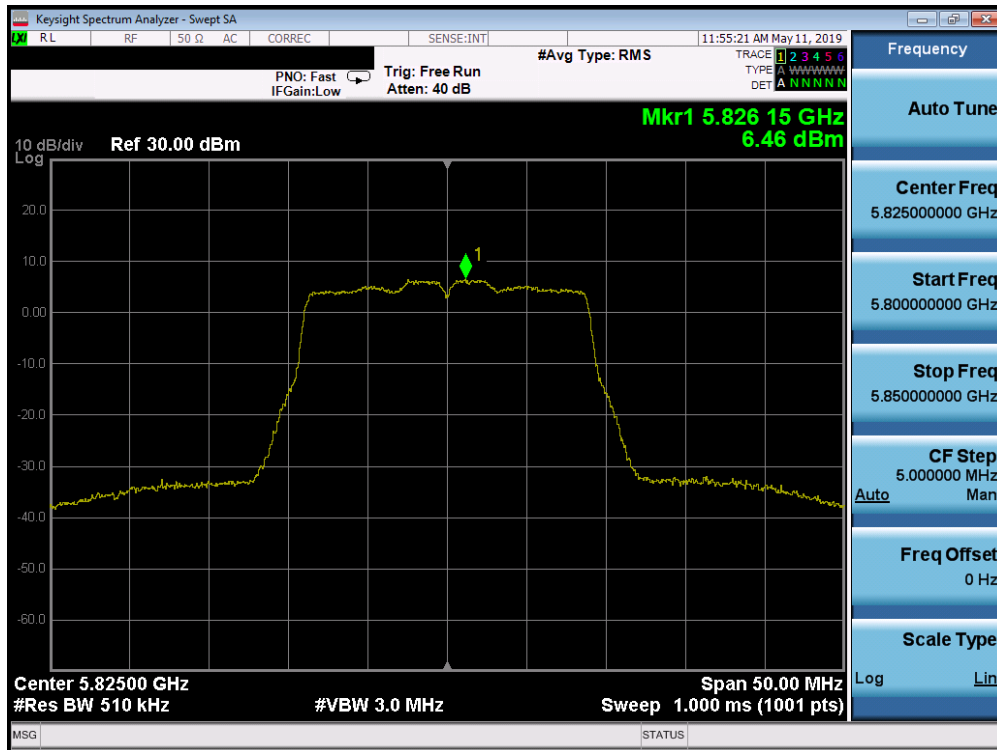 Keysight Spectrum Analyzer - Swept SA
LXI RL RF 50 Ω AC CORREC SENSE:INT 11:55:21 AM May 11, 2019
#Avg Type: RMS TRACE 1 2 3 4 5 6
PNO: Fast Trig: Free Run TYPE A WWWWW
IFGain:Low Atten: 40 dB DET A N N N N N
Mkr1 5.826 15 GHz
6.46 dBm
10 dB/div Ref 30.00 dBm
Log
20.0
10.0
1
0.00
-10.0
-20.0
-30.0
-40.0
-50.0
-60.0
Center 5.82500 GHz Span 50.00 MHz
#Res BW 510 kHz #VBW 3.0 MHz Sweep 1.000 ms (1001 pts)
MSG STATUS
Frequency
Auto Tune
Center Freq
5.825000000 GHz
Start Freq
5.800000000 GHz
Stop Freq
5.850000000 GHz
CF Step
5.000000 MHz
Auto Man
Freq Offset
0 Hz
Scale Type
Log Lin